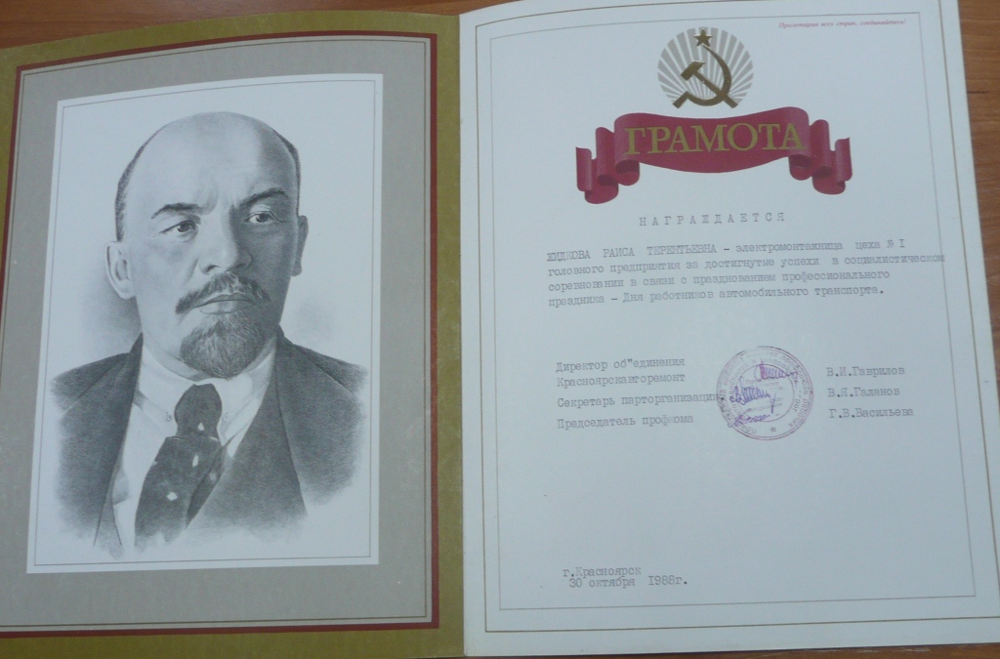 Пролетарии всех стран, соединяйтесь!
ГРАМОТА
НАГРАЖДАЕТСЯ
ЖИДКОВА РАИСА ТЕРЕНТЬЕВНА – электромонтажница цеха № I
головного предприятия за достигнутые успехи в социалистическом
соревновании в связи с празднованием профессионального
праздника – Дня работников автомобильного транспорта.
Директор об"единения
Красноярскавторемонт
В.И.Гаврилов
Секретарь парторганизации
В.Я.Галанов
Председатель профкома
Г.В.Васильева
г.Красноярск
30 октября 1988г.